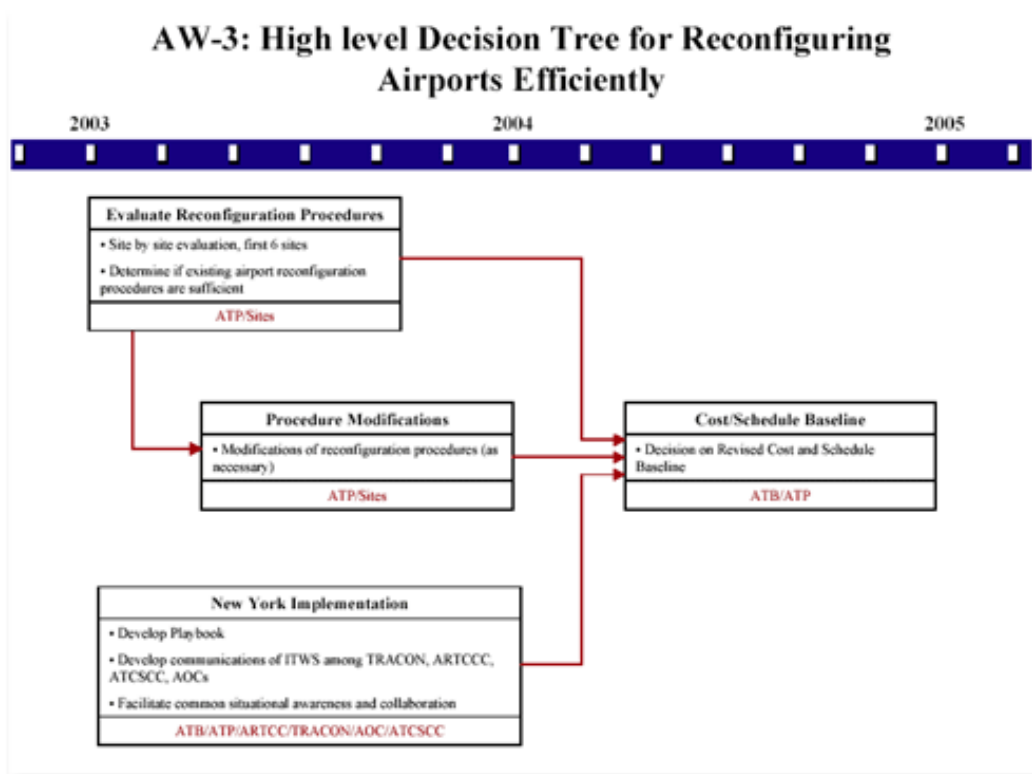 AW-3: High level Decision Tree for Reconfiguring
Airports Efficiently
2003
2004
2005
Evaluate Reconfiguration Procedures
• Site by site evaluation, first 6 sites
• Determine if existing airport reconfiguration
procedures are sufficient
ATP/Sites
Procedure Modifications
• Modifications of reconfiguration procedures (as
necessary)
ATP/Sites
Cost/Schedule Baseline
• Decision on Revised Cost and Schedule
Baseline
ATB/ATP
New York Implementation
• Develop Playbook
• Develop communications of ITWS among TRACON, ARTCCC,
ATCSCC, AOCs
• Facilitate common situational awareness and collaboration
ATB/ATP/ARTCC/TRACON/AOC/ATCSCC